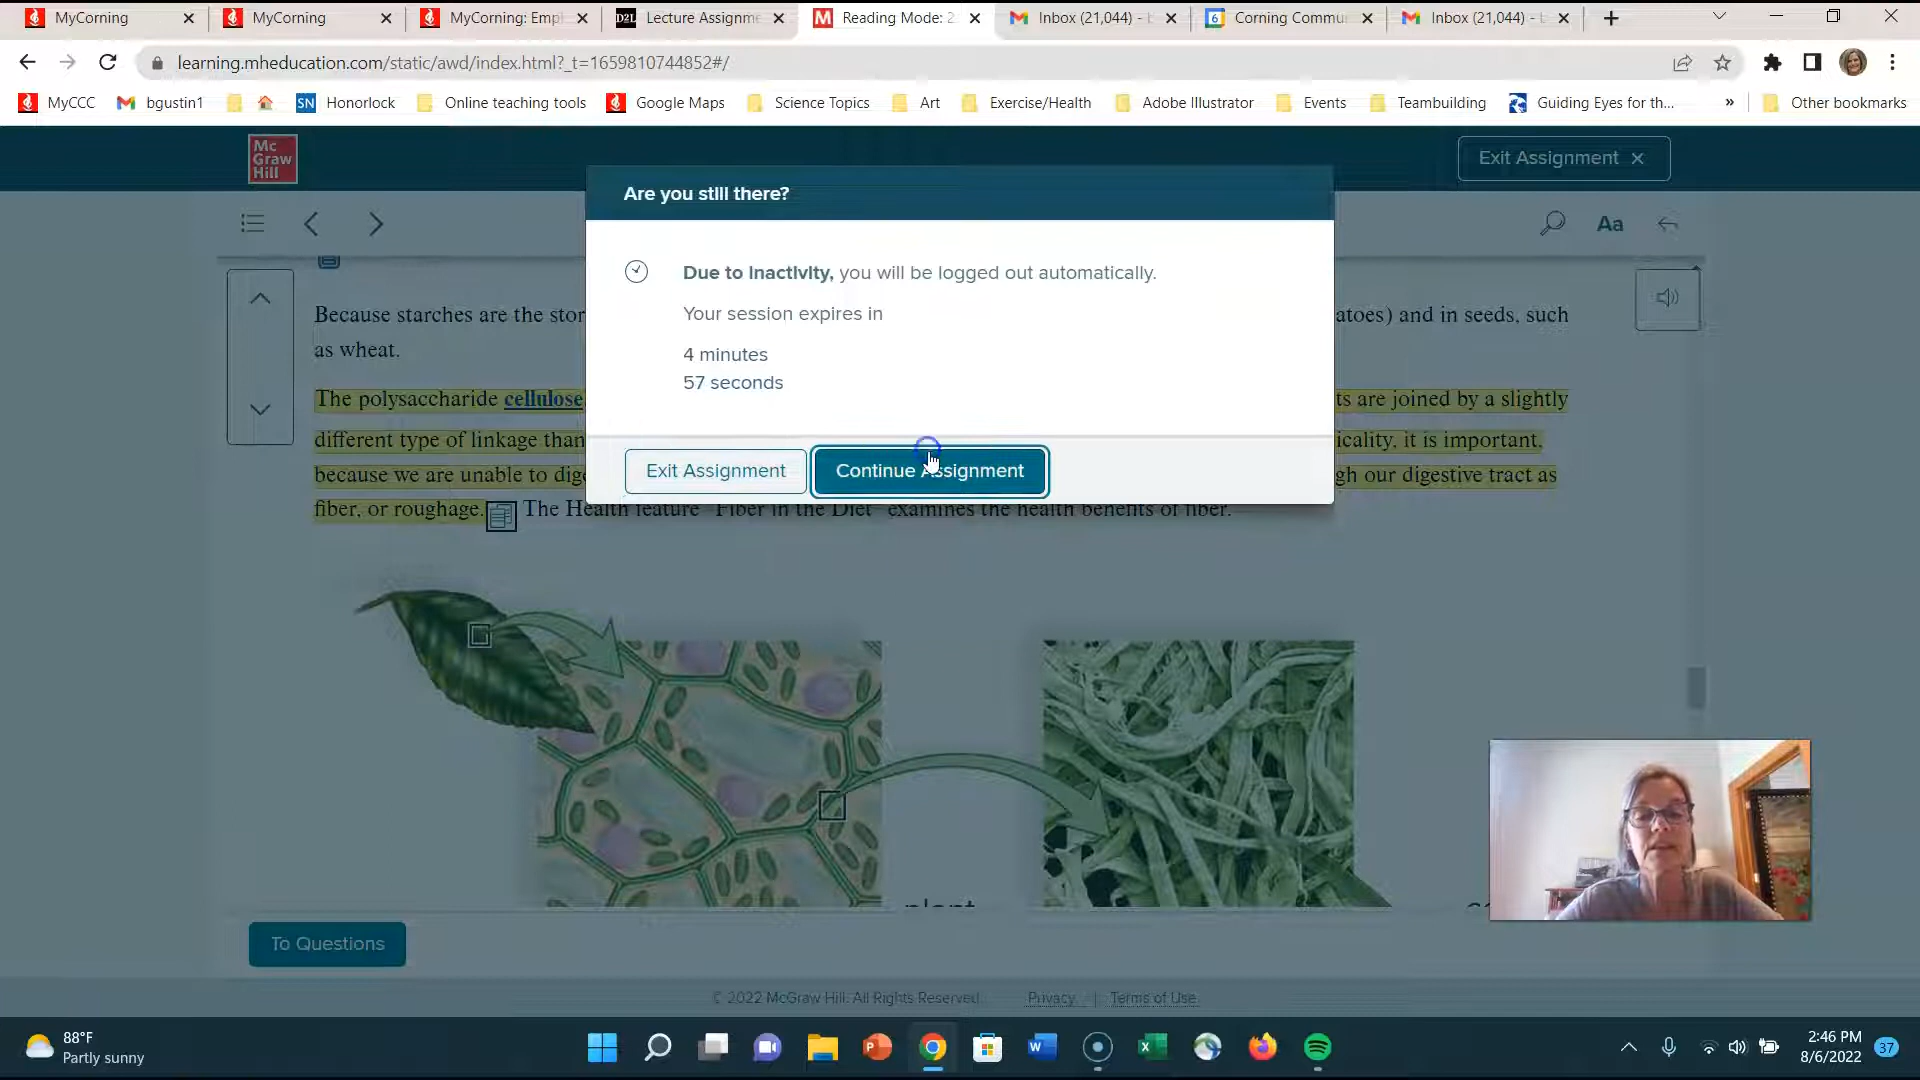 MyCorning
MyCorning
MyCorning: Empl
D2L
Lecture Assignme
M
Reading Mode: 2
Inbox (21,044) -
6
Corning Commu
Inbox (21,044) -
learning.mheducation.com/static/awd/index.html?_t=1659810744852#/
MyCCC
bgustin1
SN
Honorlock
Online teaching tools
Google Maps
Science Topics
Art
Exercise/Health
Adobe Illustrator
Events
Teambuilding
Guiding Eyes for th...
»
Other bookmarks
Mc
Graw
Hill
Exit Assignment ×
Are you still there?
Aa
Due to inactivity, you will be logged out automatically.
Your session expires in
4 minutes
57 seconds
Exit Assignment
Continue Assignment
Because starches are the stor
atoes) and in seeds, such
as wheat.
The polysaccharide cellulose
ts are joined by a slightly
different type of linkage than
icality, it is important,
because we are unable to dige
gh our digestive tract as
fiber, or roughage. The Health feature "Fiber in the Diet" examines the health benefits of fiber.
plant
To Questions
© 2022 McGraw Hill. All Rights Reserved. Privacy | Terms of Use
88°F
Partly sunny
2:46 PM
8/6/2022
37